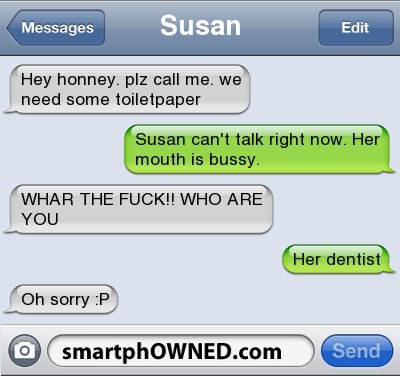 Messages
Susan
Edit
Hey honney. plz call me. we
need some toiletpaper
Susan can't talk right now. Her
mouth is bussy.
WHAR THE FUCK!! WHO ARE
YOU
Her dentist
Oh sorry :P
smartphOWNED.com
Send